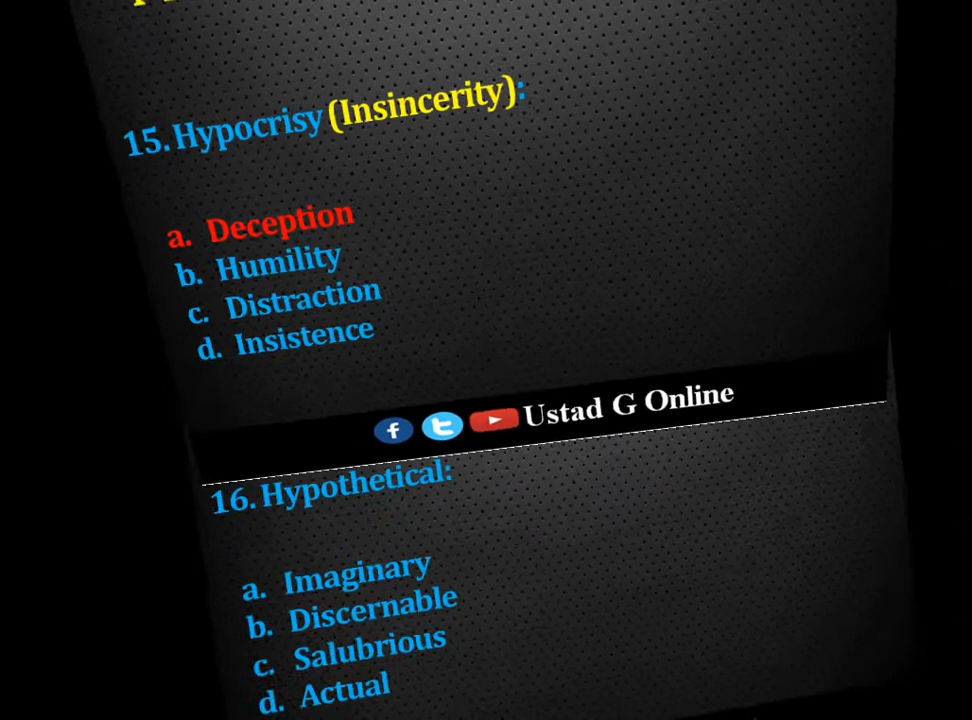 15. Hypocrisy (Insincerity):
a. Deception
b. Humility
c. Distraction
d. Insistence
f Ustad G Online
16. Hypothetical:
a. Imaginary
b. Discernable
c. Salubrious
d. Actual